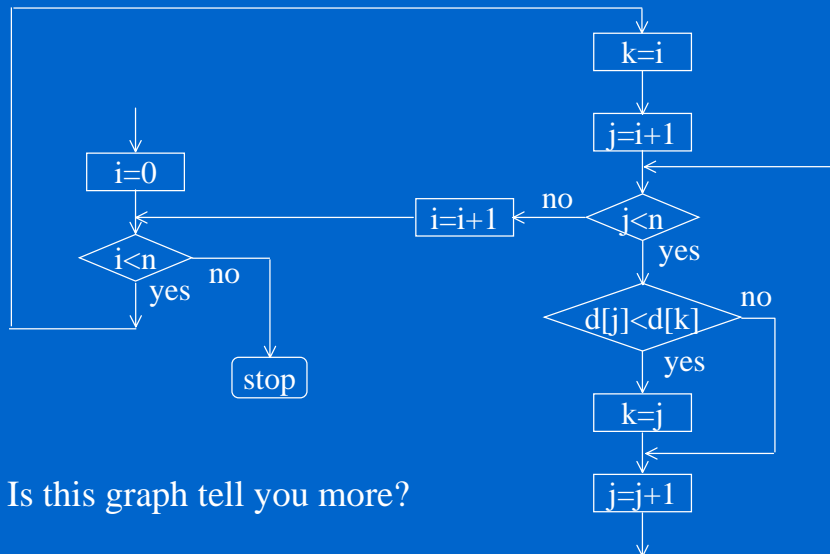 k=i
j=i+1
i=0
i=i+1
no
j<n
yes
i<n
no
yes
d[j]<d[k]
no
yes
stop
k=j
j=j+1
Is this graph tell you more?